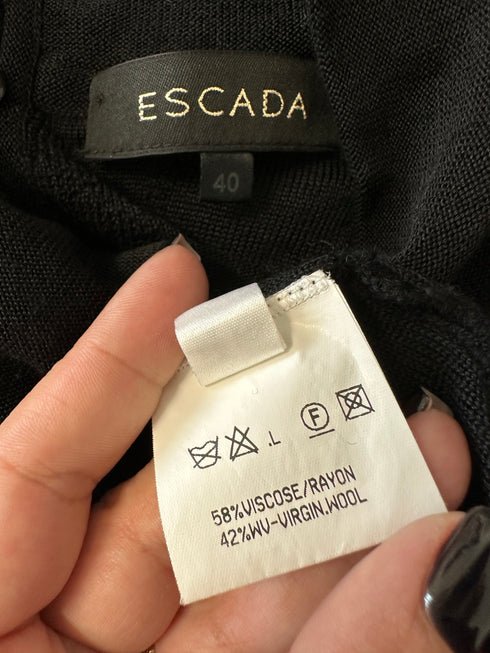 ESCADA
40
.L F
58%VISCOSE/RAYON
42%WV-VIRGIN.WOOL